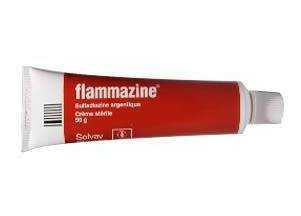 flammazine®
Sulfadiazine argentique
Crème stérile
50 g
Solvay